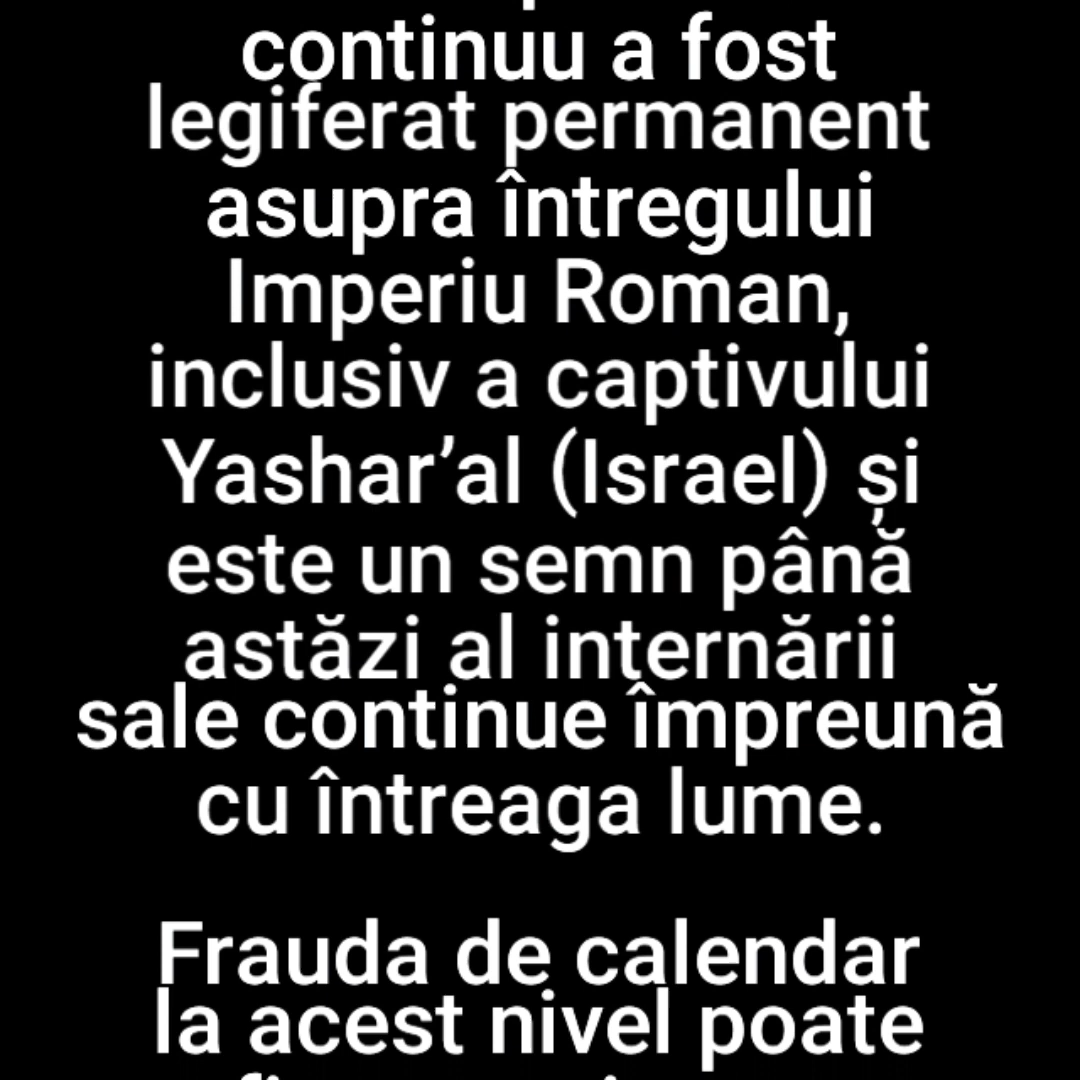 continuu a fost
legiferat permanent
asupra întregului
Imperiu Roman,
inclusiv a captivului
Yashar’al (Israel) și
este un semn până
astăzi al internării
sale continue împreună
cu întreaga lume.
Frauda de calendar
la acest nivel poate